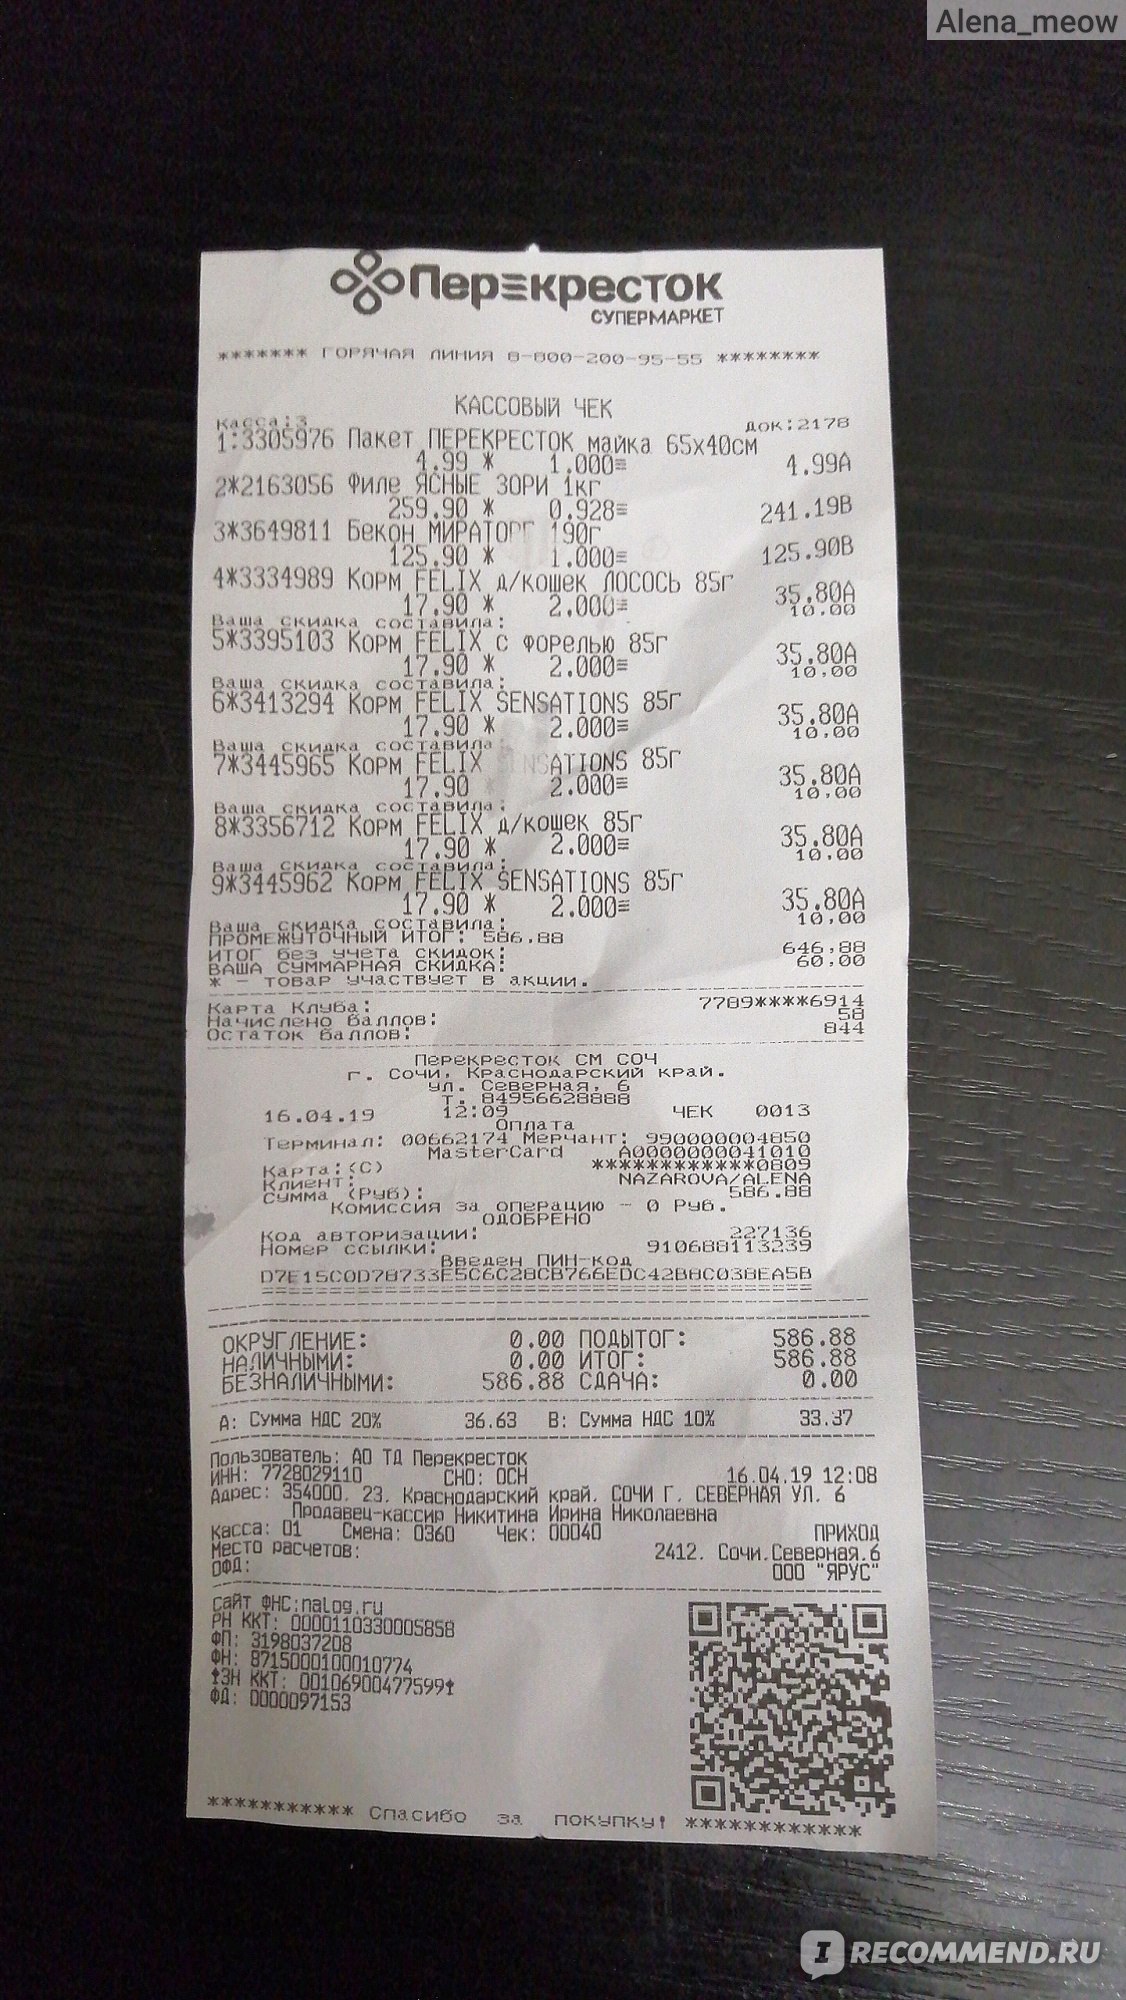 Alena_meow
Перекресток
СУПЕРМАРКЕТ
******* ГОРЯЧАЯ ЛИНИЯ 8-800-200-95-55 ********
КАССОВЫЙ ЧЕК
Касса:3 Док:2178
1:3305976 Пакет ПЕРЕКРЕСТОК майка 65х40см
4.99 * 1.000= 4.99А
2*2163056 Филе ЯСНЫЕ ЗОРИ 1кг
259.90 * 0.928= 241.19В
3*3649811 Бекон МИРАТОРГ 190г
125.90 * 1.000= 125.90В
4*3334989 Корм FELIX д/кошек ЛОСОСЬ 85г
17.90 * 2.000= 35.80А
Ваша скидка составила: 10.00
5*3395103 Корм FELIX с форелью 85г
17.90 * 2.000= 35.80А
Ваша скидка составила: 10.00
6*3413294 Корм FELIX SENSATIONS 85г
17.90 * 2.000= 35.80А
Ваша скидка составила 10.00
7*3445965 Корм FELIX SENSATIONS 85г
17.90 2.000= 35.80А
Ваша скидка составила: 10.00
8*3356712 Корм FELIX д/кошек 85г
17.90 * 2.000= 35.80А
Ваша скидка составила: 10.00
9*3445962 Корм FELIX SENSATIONS 85г
17.90 * 2.000= 35.80А
Ваша скидка составила: 10.00
ПРОМЕЖУТОЧНЫЙ ИТОГ: 586.88
ИТОГ без учета скидок: 646.88
ВАША СУММАРНАЯ СКИДКА: 60.00
* - товар участвует в акции.
Карта Клуба: 7789****6914
Начислено баллов: 58
Остаток баллов: 844
Перекресток СМ СОЧ
г. Сочи, Краснодарский край.
ул. Северная, 6
т. 84956628888
16.04.19 12:09 ЧЕК 0013
Оплата
Терминал: 00662174 Мерчант: 990000004850
MasterCard A0000000041010
Карта:(C) ************0809
Клиент: NAZAROVA/ALENA
Сумма (Руб): 586.88
Комиссия за операцию - 0 Руб.
ОДОБРЕНО
Код авторизации: 227136
Номер ссылки: 910688113239
Введен ПИН-код
D7E15C0D78733E5C6C28CB766EDC42B8C038EA5B
ОКРУГЛЕНИЕ: 0.00 ПОДЫТОГ: 586.88
НАЛИЧНЫМИ: 0.00 ИТОГ: 586.88
БЕЗНАЛИЧНЫМИ: 586.88 СДАЧА: 0.00
А: Сумма НДС 20% 36.63 В: Сумма НДС 10% 33.37
Пользователь: АО ТД Перекресток
ИНН: 7728029110 СНО: ОСН 16.04.19 12:08
Адрес: 354000, 23, Краснодарский край, СОЧИ Г, СЕВЕРНАЯ УЛ, 6
Продавец-кассир Никитина Ирина Николаевна
Касса: 01 Смена: 0360 Чек: 00040 ПРИХОД
Место расчетов: 2412. Сочи.Северная.6
ОФД: ООО "ЯРУС"
Сайт ФНС:nalog.ru
РН ККТ: 0000110330005858
ФП: 3198037208
ФН: 8715000100010774
!ЗН ККТ: 00106900477599!
ФД: 0000097153
*********** Спасибо за покупку! ************
IRECOMMEND.RU